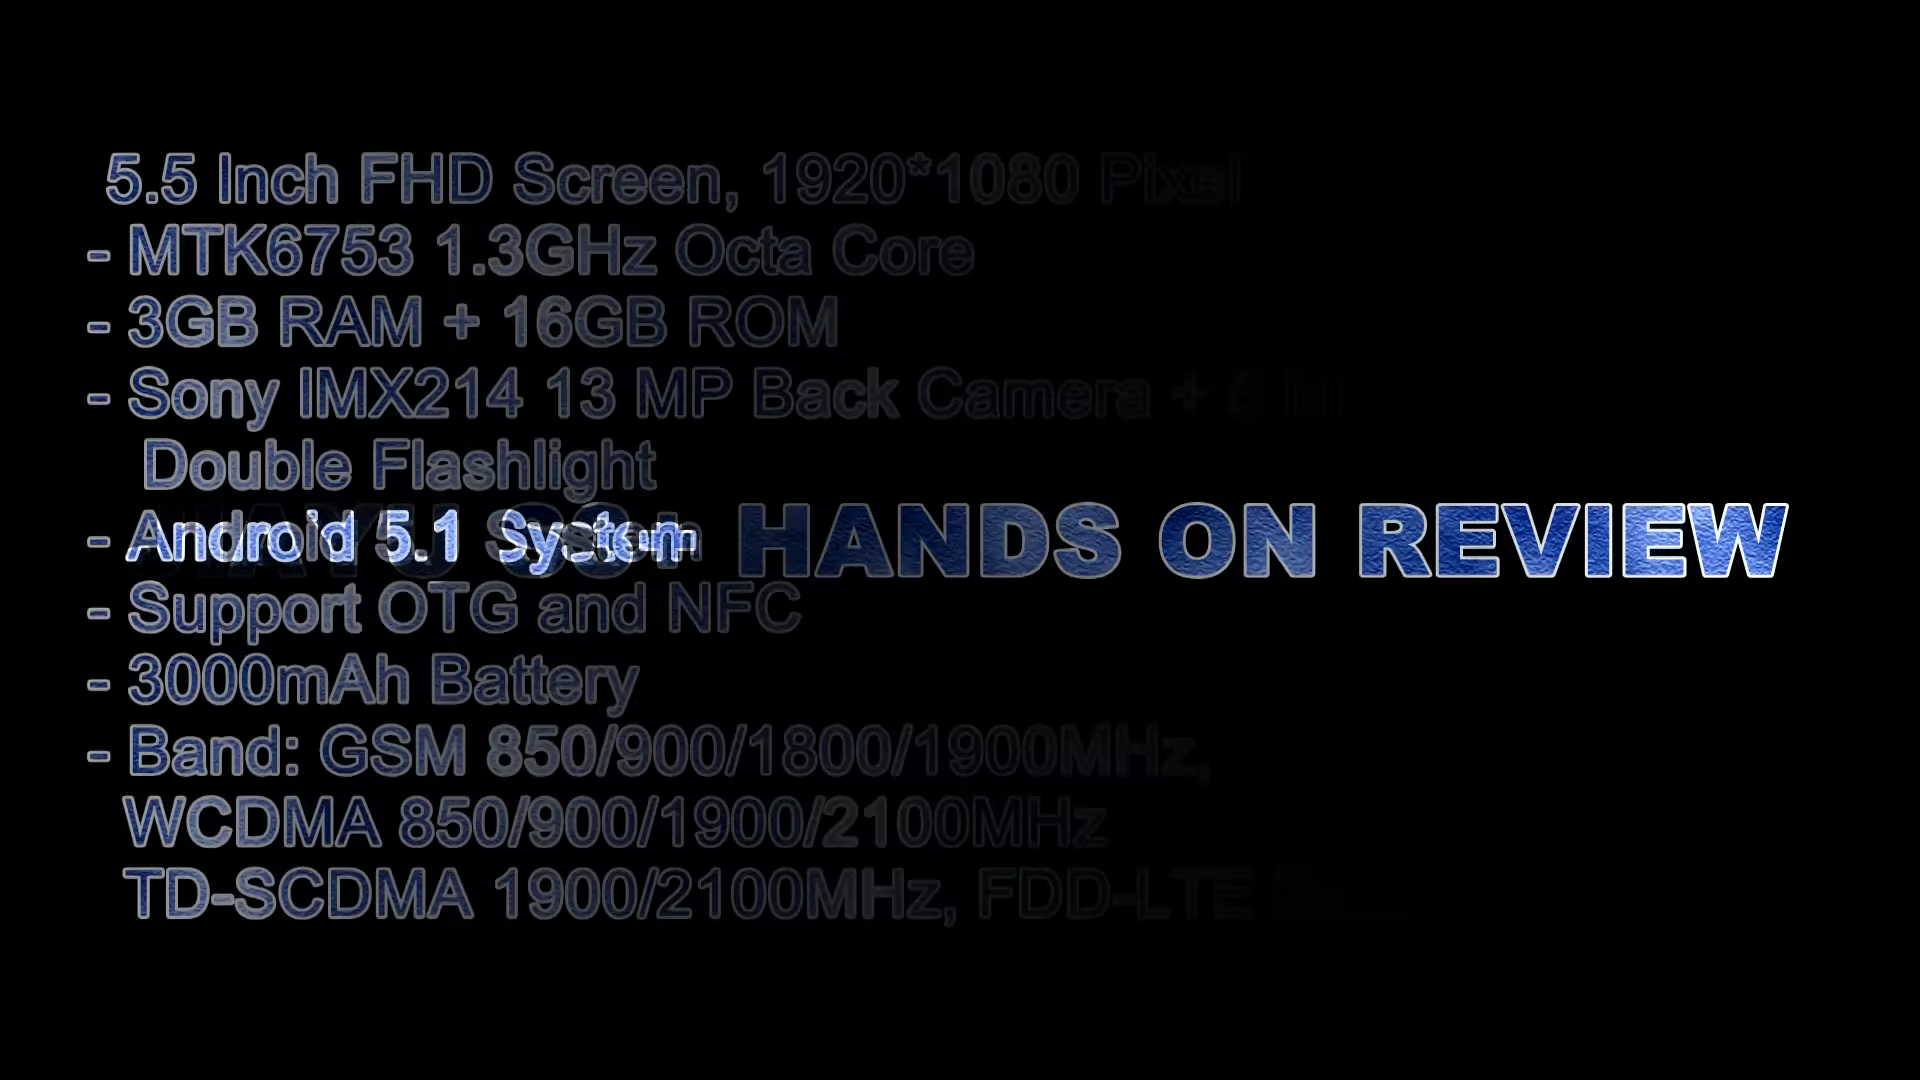 5.5 Inch FHD Screen, 1920*1080 Pixel
- MTK6753 1.3GHz Octa Core
- 3GB RAM + 16GB ROM
- Sony IMX214 13 MP Back Camera +
Double Flashlight
- Android 5.1 System
HANDS ON REVIEW
- Support OTG and NFC
- 3000mAh Battery
- Band: GSM 850/900/1800/1900MHz,
WCDMA 850/900/1900/2100MHz
TD-SCDMA 1900/2100MHz, FDD-LTE